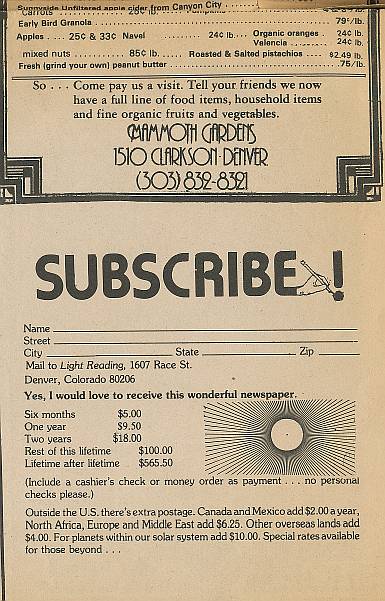 Sunnyside Unfiltered apple cider from Canyon City
Carrots 25¢ lb.
Early Bird Granola 79¢/lb.
Apples .... 25¢ & 33¢ Navel 24¢ lb... Organic oranges . 24¢ lb.
Valencia .... 24¢ lb.
mixed nuts 85¢ lb. Roasted & Salted pistachios ... $2.49 lb.
Fresh (grind your own) peanut butter .75/lb.
So . . . Come pay us a visit. Tell your friends we now
have a full line of food items, household items
and fine organic fruits and vegetables.
MAMMOTH GARDENS
1510 CLARKSON · DENVER
(303) 832-8321
SUBSCRIBE!
Name
Street
City State Zip
Mail to Light Reading, 1607 Race St.
Denver, Colorado 80206
Yes, I would love to receive this wonderful newspaper.
Six months $5.00
One year $9.50
Two years $18.00
Rest of this lifetime $100.00
Lifetime after lifetime $565.50
(Include a cashier's check or money order as payment . . . no personal
checks please.)
Outside the U.S. there's extra postage. Canada and Mexico add $2.00 a year,
North Africa, Europe and Middle East add $6.25. Other overseas lands add
$4.00. For planets within our solar system add $10.00. Special rates available
for those beyond . . .